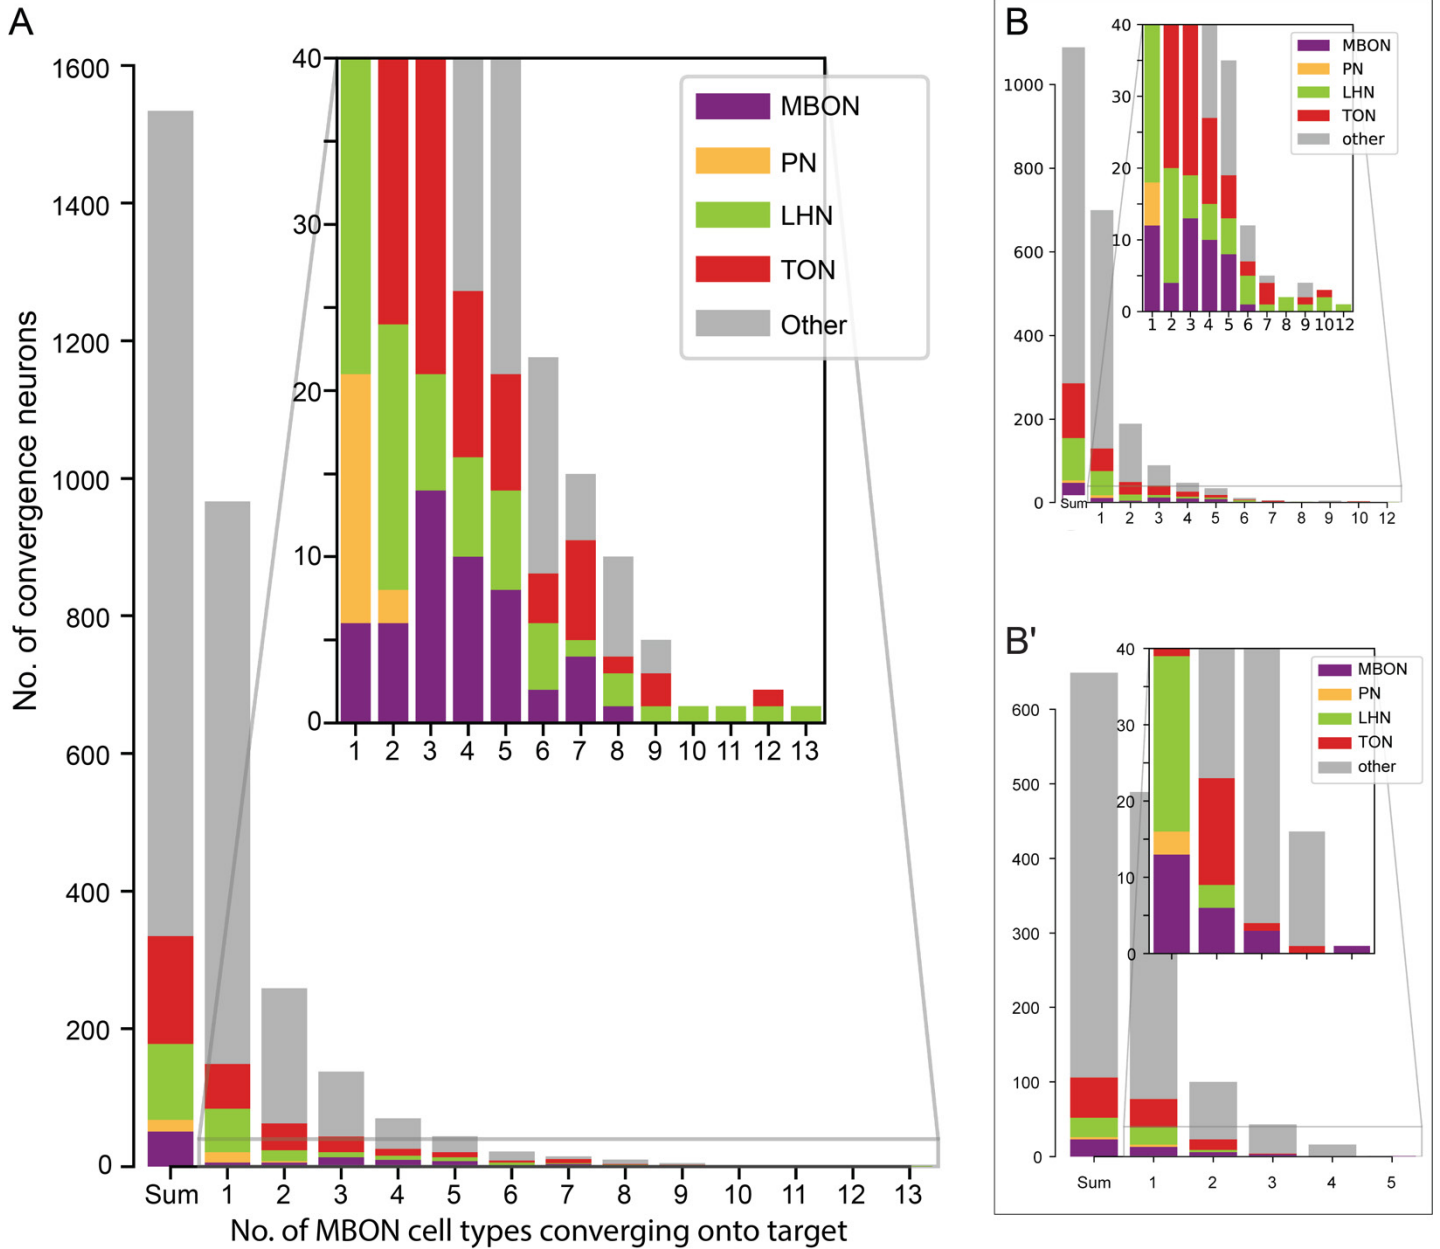 A
No. of convergence neurons
1600
1400
1200
1000
800
600
400
200
0
40
30
20
10
0
1 2 3 4 5 6 7 8 9 10 11 12 13
MBON
PN
LHN
TON
Other
Sum 1 2 3 4 5 6 7 8 9 10 11 12 13
No. of MBON cell types converging onto target
B
1000
800
600
400
200
0
40
30
20
10
0
1 2 3 4 5 6 7 8 9 10 12
MBON
PN
LHN
TON
other
Sum 1 2 3 4 5 6 7 8 9 10 12
B'
600
500
400
300
200
100
0
40
30
20
10
0
MBON
PN
LHN
TON
other
Sum 1 2 3 4 5